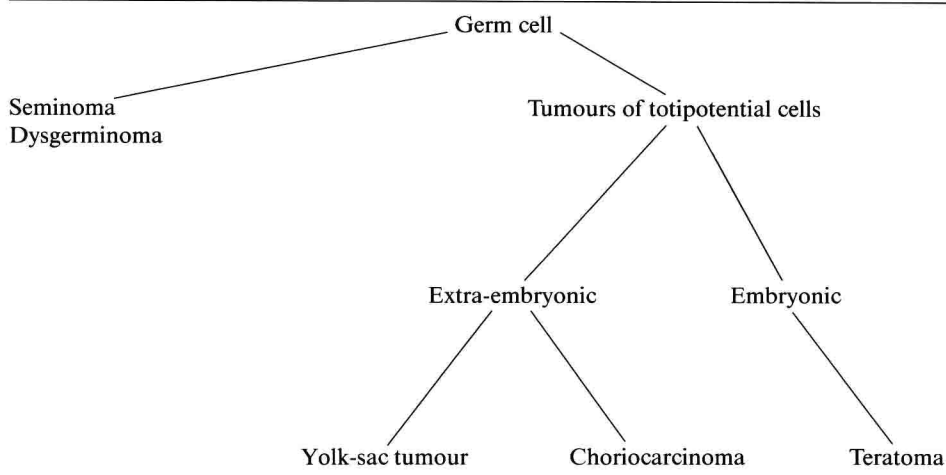 Germ cell
Seminoma
Dysgerminoma
Tumours of totipotential cells
Extra-embryonic
Embryonic
Yolk-sac tumour
Choriocarcinoma
Teratoma